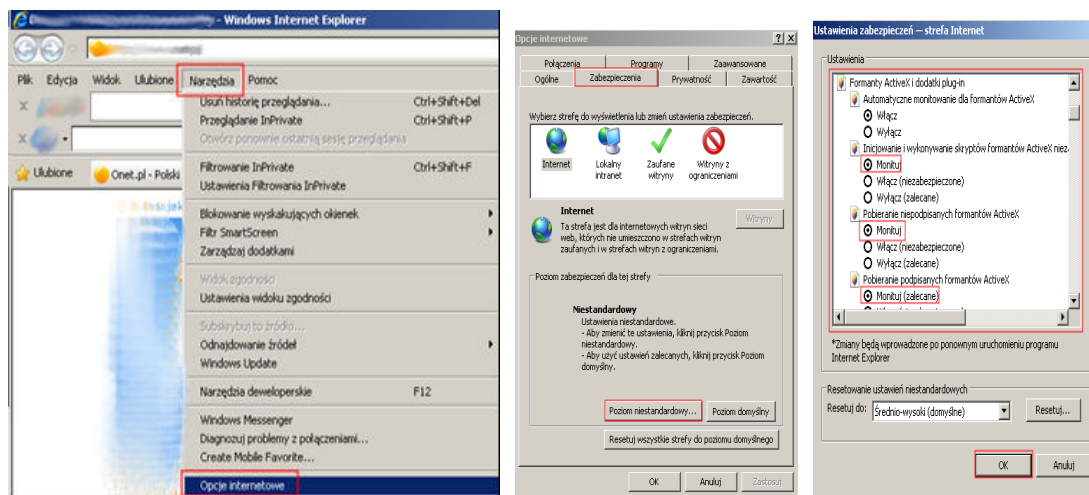 - Windows Internet Explorer
Plik Edycja Widok Ulubione Narzędzia Pomoc
Usuń historię przeglądania... Ctrl+Shift+Del
Przeglądanie InPrivate Ctrl+Shift+P
Otwórz ponownie ostatnią sesję przeglądania
Filtrowanie InPrivate Ctrl+Shift+F
Ustawienia Filtrowania InPrivate
Ulubione Onet.pl - Polski
Blokowanie wyskakujących okienek
Filtr SmartScreen
Zarządzaj dodatkami
Widok zgodności
Ustawienia widoku zgodności
Subskrybuj to źródło...
Odnajdowanie źródeł
Windows Update
Narzędzia deweloperskie F12
Windows Messenger
Diagnozuj problemy z połączeniami...
Create Mobile Favorite...
Opcje internetowe
Opcje internetowe
Połączenia Programy Zaawansowane
Ogólne Zabezpieczenia Prywatność Zawartość
Wybierz strefę do wyświetlenia lub zmień ustawienia zabezpieczeń.
Internet Lokalny intranet Zaufane witryny Witryny z ograniczeniami
Internet
Witryny
Ta strefa jest dla internetowych witryn sieci
web, których nie umieszczono w strefach witryn
zaufanych i w strefach witryn z ograniczeniami.
Poziom zabezpieczeń dla tej strefy
Niestandardowy
Ustawienia niestandardowe.
- Aby zmienić te ustawienia, kliknij przycisk Poziom
niestandardowy.
- Aby użyć ustawień zalecanych, kliknij przycisk Poziom
domyślny.
Poziom niestandardowy... Poziom domyślny
Resetuj wszystkie strefy do poziomu domyślnego
OK Anuluj Zastosuj
Ustawienia zabezpieczeń — strefa Internet
Ustawienia
Formanty ActiveX i dodatki plug-in
Automatyczne monitowanie dla formantów ActiveX
Włącz
Wyłącz
Inicjowanie i wykonywanie skryptów formantów ActiveX niez
Monituj
Włącz (niezabezpieczone)
Wyłącz (zalecane)
Pobieranie niepodpisanych formantów ActiveX
Monituj
Włącz (niezabezpieczone)
Wyłącz (zalecane)
Pobieranie podpisanych formantów ActiveX
Monituj (zalecane)
*Zmiany będą wprowadzone po ponownym uruchomieniu programu
Internet Explorer
Resetowanie ustawień niestandardowych
Resetuj do: Średnio-wysoki (domyślne) Resetuj...
OK Anuluj